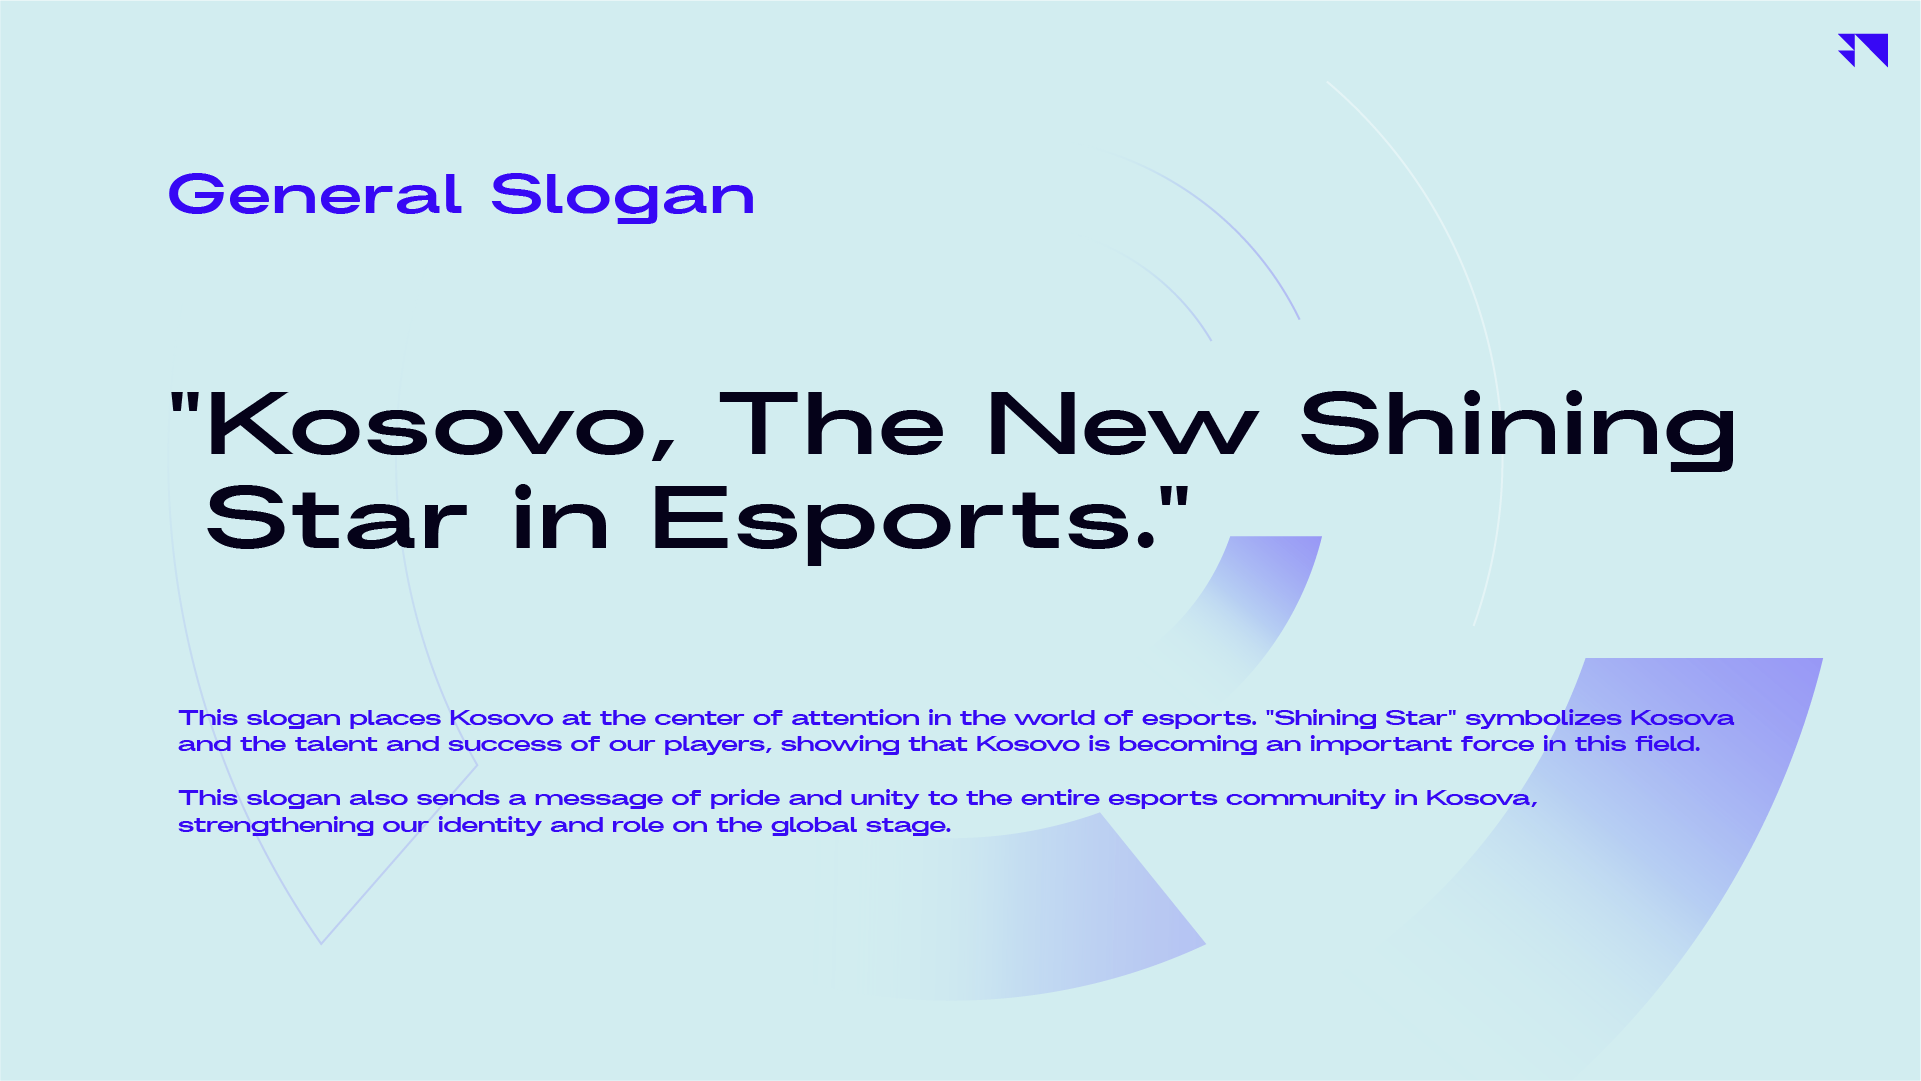 General Slogan
"Kosovo, The New Shining
Star in Esports."
This slogan places Kosovo at the center of attention in the world of esports. "Shining Star" symbolizes Kosova
and the talent and success of our players, showing that Kosovo is becoming an important force in this field.
This slogan also sends a message of pride and unity to the entire esports community in Kosova,
strengthening our identity and role on the global stage.